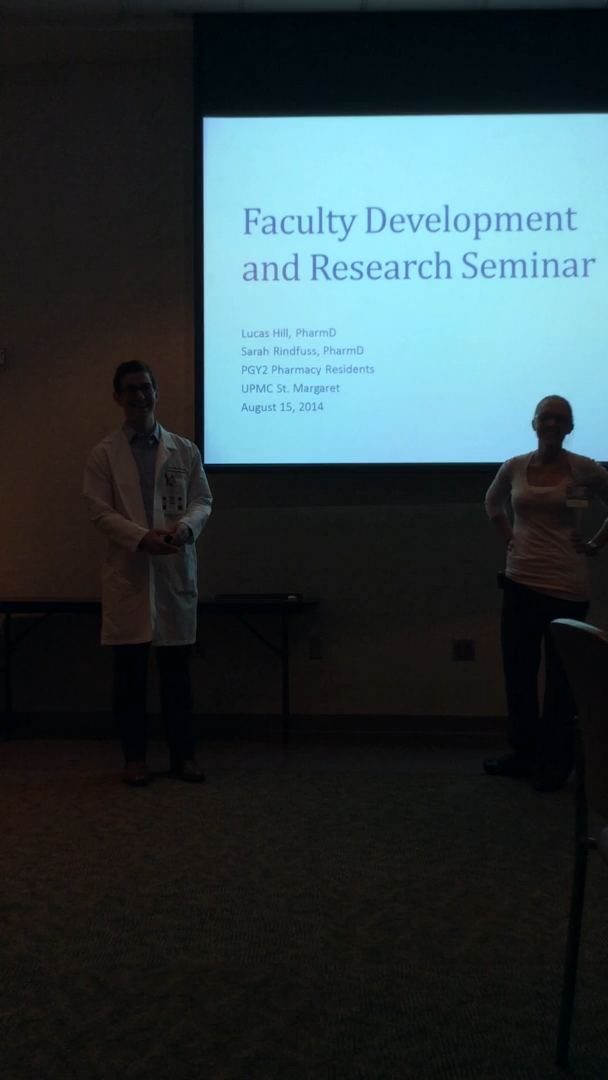 Faculty Development
and Research Seminar
Lucas Hill, PharmD
Sarah Rindfuss, PharmD
PGY2 Pharmacy Residents
UPMC St. Margaret
August 15, 2014